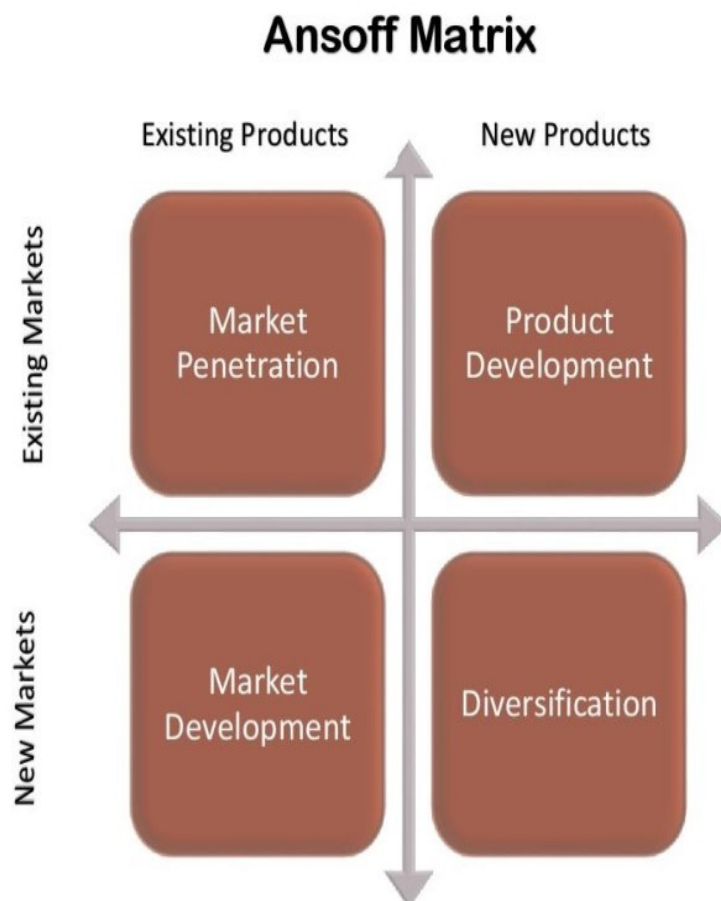 Ansoff Matrix
Existing Products
New Products
Existing Markets
Market
Penetration
Product
Development
New Markets
Market
Development
Diversification